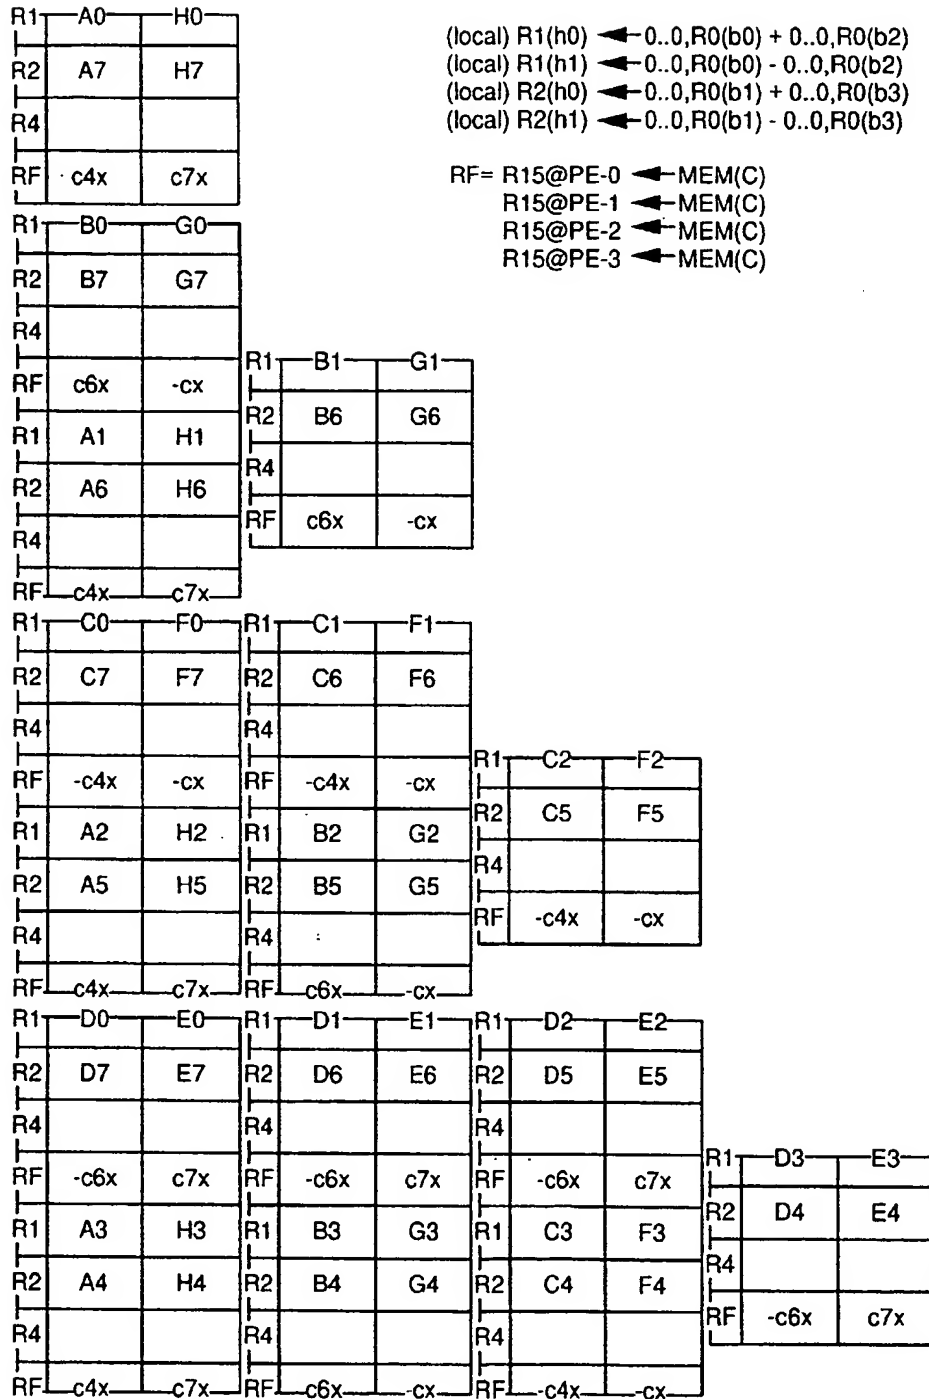 R1 A0 H0
R2 A7 H7
R4
RF c4x c7x
(local) R1(h0) ← 0..0,R0(b0) + 0..0,R0(b2)
(local) R1(h1) ← 0..0,R0(b0) - 0..0,R0(b2)
(local) R2(h0) ← 0..0,R0(b1) + 0..0,R0(b3)
(local) R2(h1) ← 0..0,R0(b1) - 0..0,R0(b3)
RF= R15@PE-0 ← MEM(C)
R15@PE-1 ← MEM(C)
R15@PE-2 ← MEM(C)
R15@PE-3 ← MEM(C)
R1 B0 G0
R2 B7 G7
R4
RF c6x -cx
R1 A1 H1
R2 A6 H6
R4
RF c4x c7x
R1 B1 G1
R2 B6 G6
R4
RF c6x -cx
R1 C0 F0 R1 C1 F1
R2 C7 F7 R2 C6 F6
R4 R4
RF -c4x -cx RF -c4x -cx
R1 A2 H2 R1 B2 G2
R2 A5 H5 R2 B5 G5
R4 R4
RF c4x c7x RF c6x -cx
R1 C2 F2
R2 C5 F5
R4
RF -c4x -cx
R1 D0 E0 R1 D1 E1 R1 D2 E2
R2 D7 E7 R2 D6 E6 R2 D5 E5
R4 R4 R4
RF -c6x c7x RF -c6x c7x RF -c6x c7x
R1 A3 H3 R1 B3 G3 R1 C3 F3
R2 A4 H4 R2 B4 G4 R2 C4 F4
R4 R4 R4
RF c4x c7x RF c6x -cx RF -c4x -cx
R1 D3 E3
R2 D4 E4
R4
RF -c6x c7x